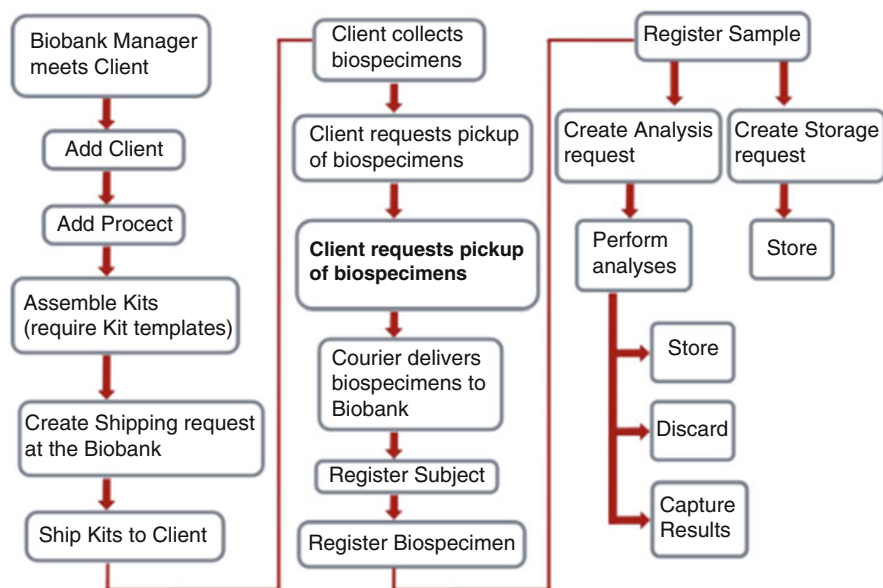 Biobank Manager
meets Client
Add Client
Add Procect
Assemble Kits
(require Kit templates)
Create Shipping request
at the Biobank
Ship Kits to Client
Client collects
biospecimens
Client requests pickup
of biospecimens
Client requests pickup
of biospecimens
Courier delivers
biospecimens to
Biobank
Register Subject
Register Biospecimen
Register Sample
Create Analysis
request
Create Storage
request
Perform
analyses
Store
Store
Discard
Capture
Results